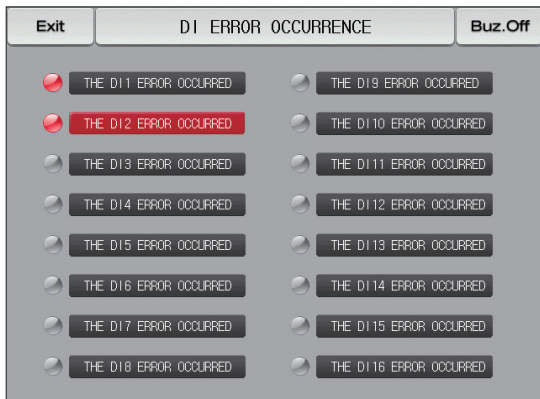 Exit
DI ERROR OCCURRENCE
Buz.Off
THE DI1 ERROR OCCURRED
THE DI2 ERROR OCCURRED
THE DI3 ERROR OCCURRED
THE DI4 ERROR OCCURRED
THE DI5 ERROR OCCURRED
THE DI6 ERROR OCCURRED
THE DI7 ERROR OCCURRED
THE DI8 ERROR OCCURRED
THE DI9 ERROR OCCURRED
THE DI10 ERROR OCCURRED
THE DI11 ERROR OCCURRED
THE DI12 ERROR OCCURRED
THE DI13 ERROR OCCURRED
THE DI14 ERROR OCCURRED
THE DI15 ERROR OCCURRED
THE DI16 ERROR OCCURRED